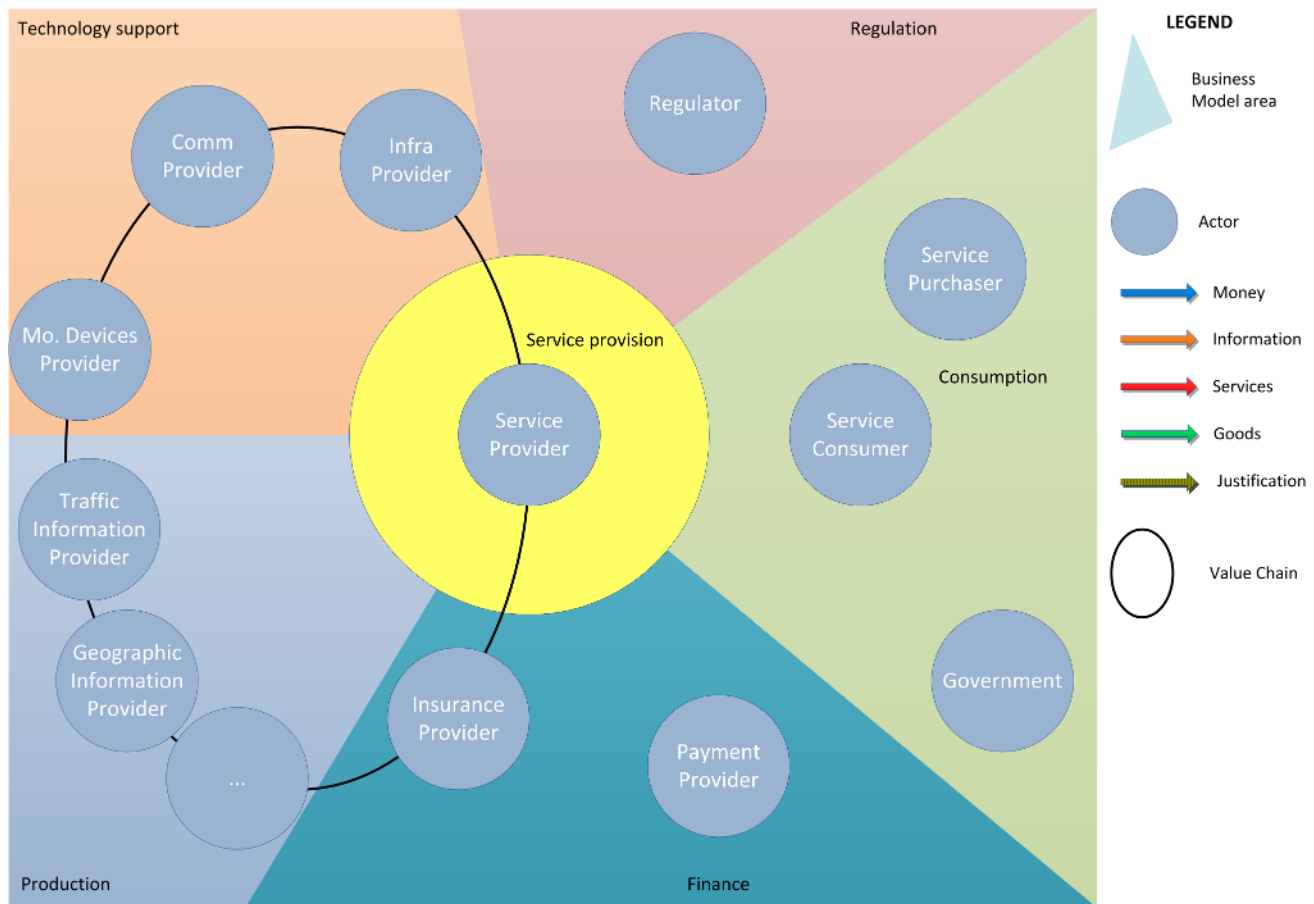 Technology support
Regulation
LEGEND
Business
Model area
Regulator
Comm
Provider
Infra
Provider
Actor
Service
Purchaser
Money
Mo. Devices
Provider
Service provision
Information
Consumption
Services
Service
Provider
Service
Consumer
Goods
Justification
Traffic
Information
Provider
Value Chain
Geographic
Information
Provider
Insurance
Provider
Government
Payment
Provider
...
Production
Finance